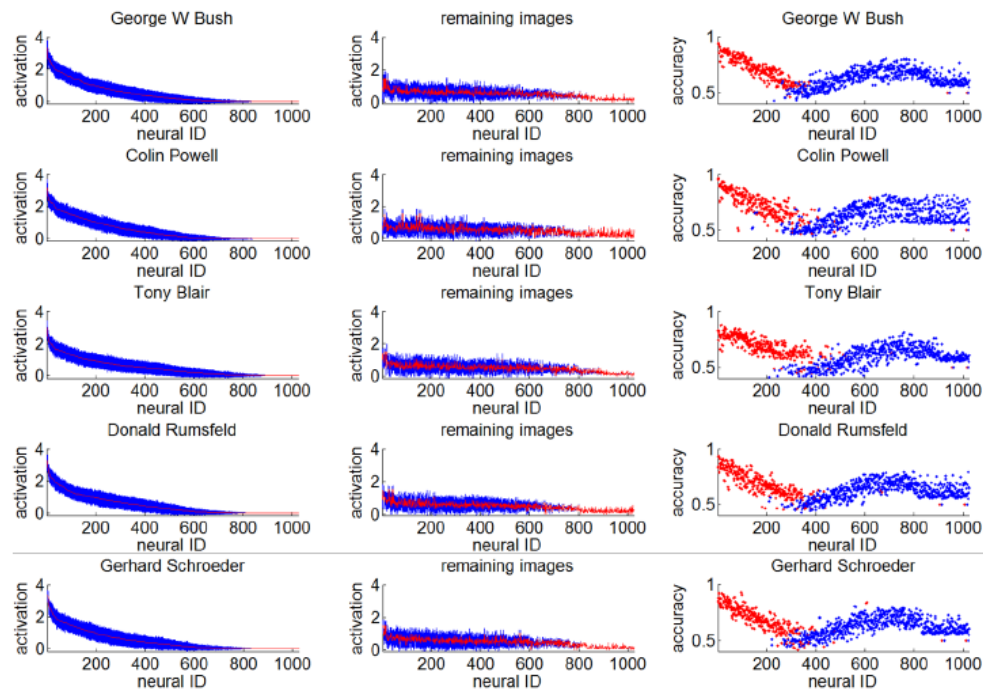 George W Bush remaining images George W Bush
4 4 1
activation activation accuracy
2 2 0.5
0 0
200 400 600 800 1000 200 400 600 800 1000 200 400 600 800 1000
neural ID neural ID neural ID
Colin Powell remaining images Colin Powell
4 4 1
activation activation accuracy
2 2 0.5
0 0
200 400 600 800 1000 200 400 600 800 1000 200 400 600 800 1000
neural ID neural ID neural ID
Tony Blair remaining images Tony Blair
4 4 1
activation activation accuracy
2 2 0.5
0 0
200 400 600 800 1000 200 400 600 800 1000 200 400 600 800 1000
neural ID neural ID neural ID
Donald Rumsfeld remaining images Donald Rumsfeld
4 4 1
activation activation accuracy
2 2 0.5
0 0
200 400 600 800 1000 200 400 600 800 1000 200 400 600 800 1000
neural ID neural ID neural ID
Gerhard Schroeder remaining images Gerhard Schroeder
4 4 1
activation activation accuracy
2 2 0.5
0 0
200 400 600 800 1000 200 400 600 800 1000 200 400 600 800 1000
neural ID neural ID neural ID